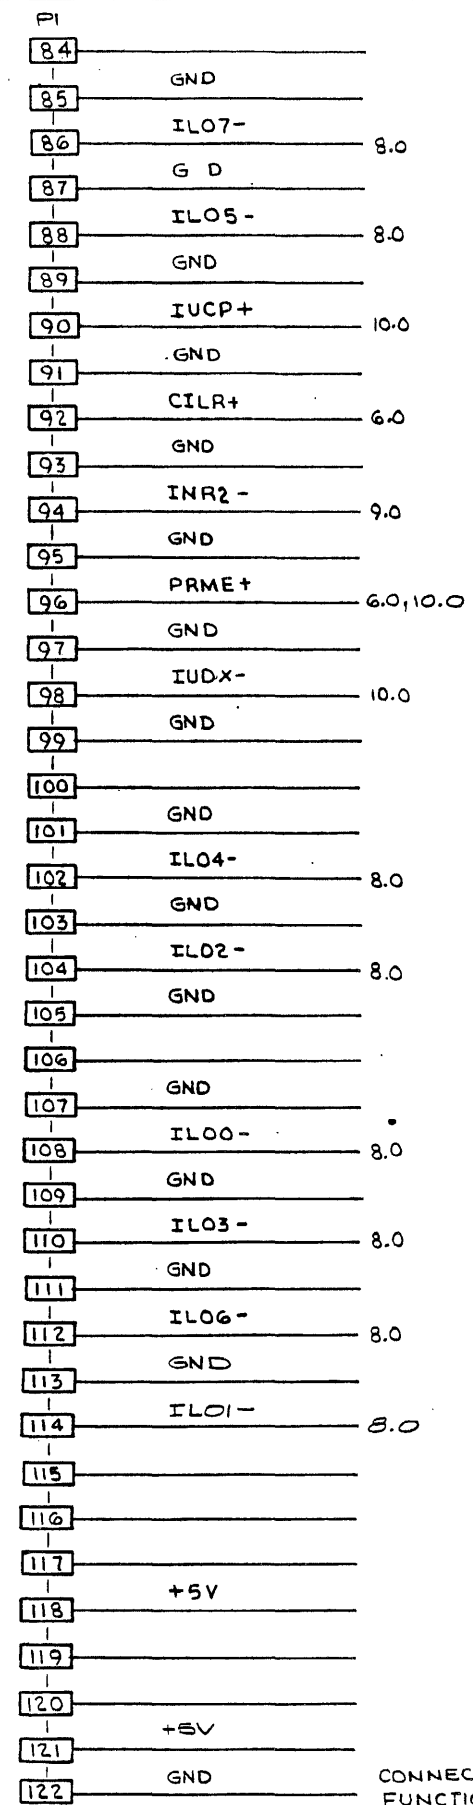 P1
84
85 GND
86 IL07- 8.0
87 G D
88 IL05- 8.0
89 GND
90 IUCP+ 10.0
91 GND
92 CILR+ 6.0
93 GND
94 INR2- 9.0
95 GND
96 PRME+ 6.0,10.0
97 GND
98 IUDX- 10.0
99 GND
100
101 GND
102 IL04- 8.0
103 GND
104 IL02- 8.0
105 GND
106
107 GND
108 IL00- 8.0
109 GND
110 IL03- 8.0
111 GND
112 IL06- 8.0
113 GND
114 IL01- 8.0
115
116
117
118 +5V
119
120
121 +5V
122 GND CONNEC
FUNCTI